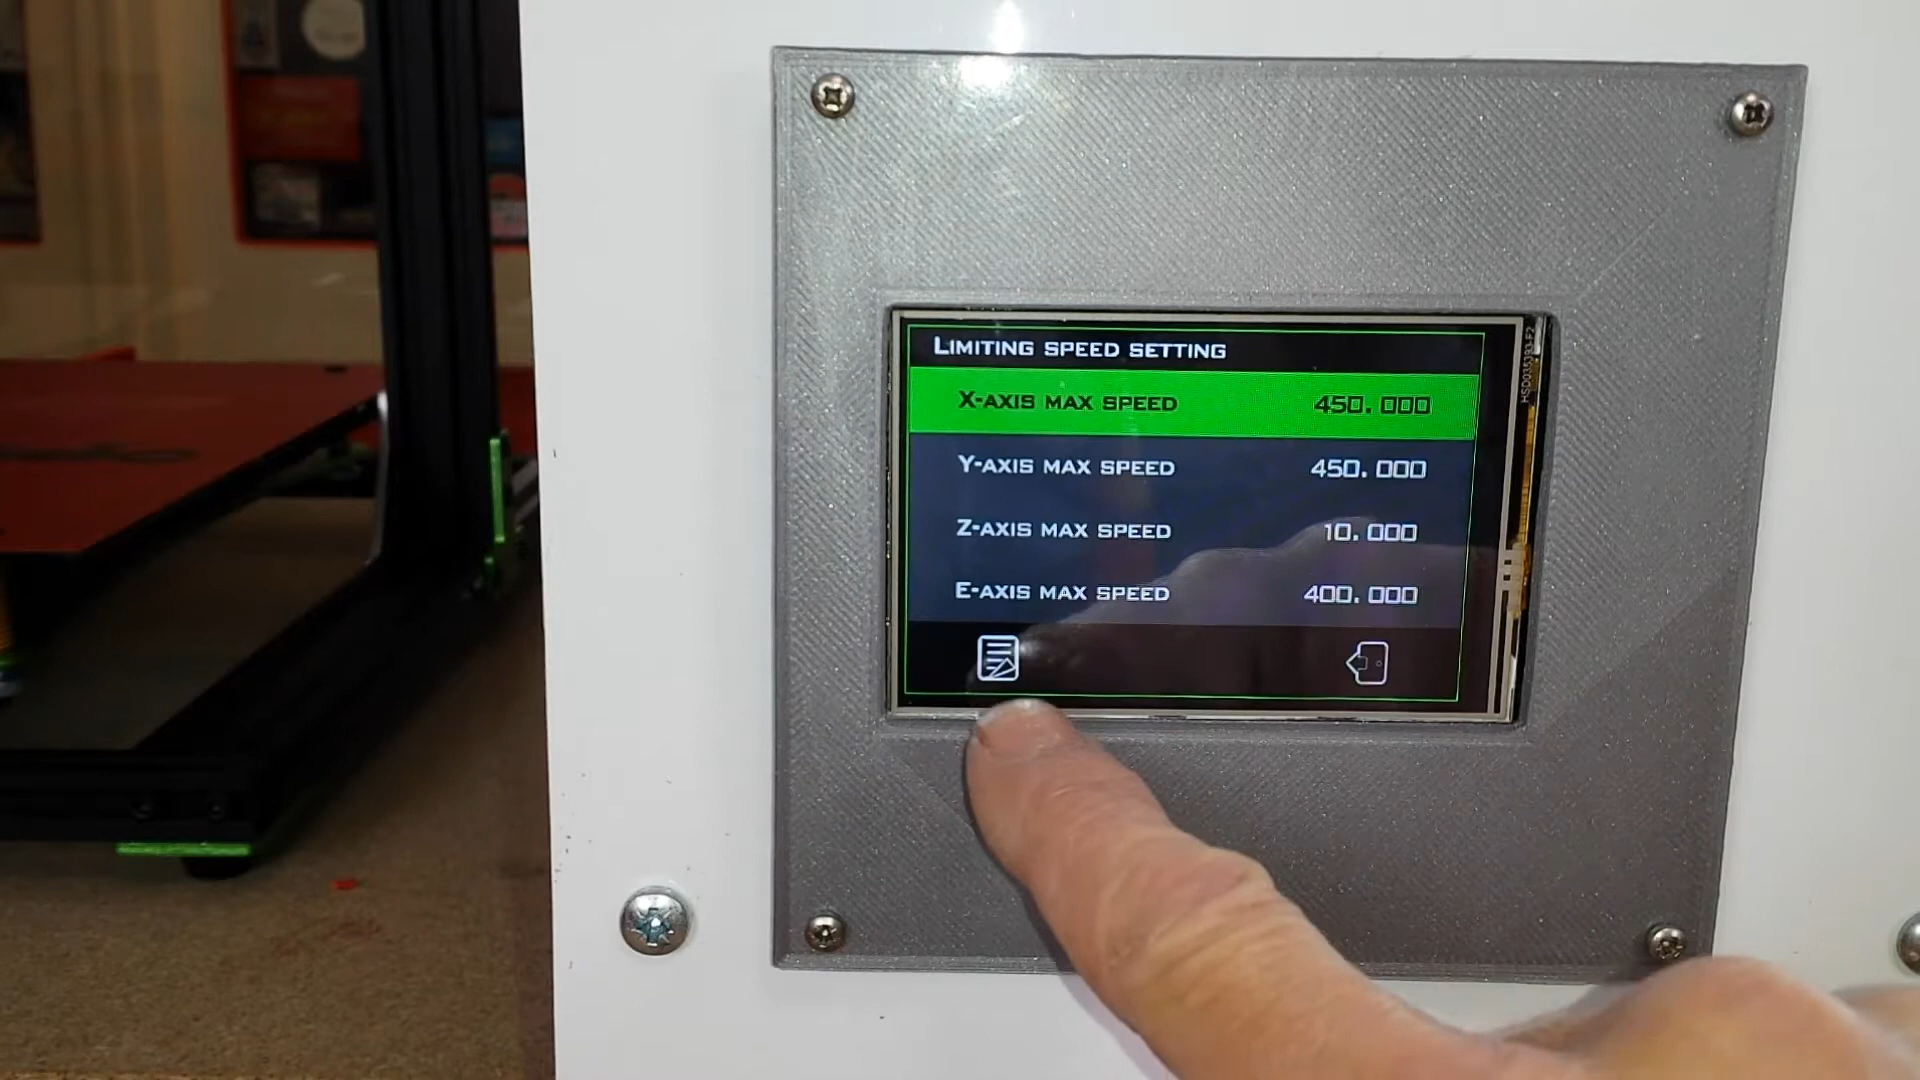 LIMITING SPEED SETTING
X-AXIS MAX SPEED 450.000
Y-AXIS MAX SPEED 450.000
Z-AXIS MAX SPEED 10.000
E-AXIS MAX SPEED 400.000